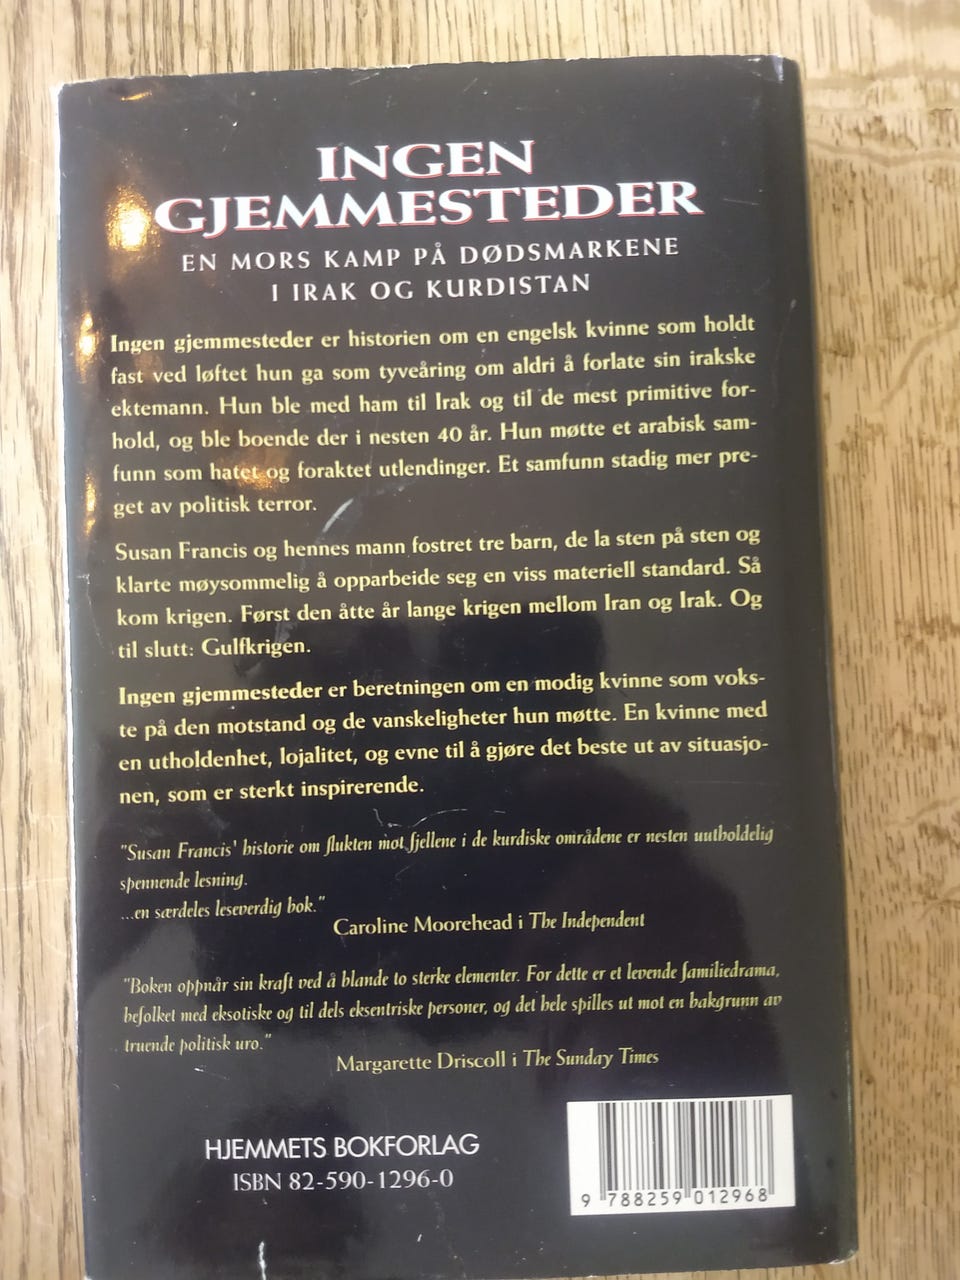 INGEN
GJEMMESTEDER
EN MORS KAMP PÅ DØDSMARKENE
I IRAK OG KURDISTAN
Ingen gjemmesteder er historien om en engelsk kvinne som holdt
fast ved løftet hun ga som tyveåring om aldri å forlate sin irakske
ektemann. Hun ble med ham til Irak og til de mest primitive for-
hold, og ble boende der i nesten 40 år. Hun møtte et arabisk sam-
funn som hatet og foraktet utlendinger. Et samfunn stadig mer pre-
get av politisk terror.
Susan Francis og hennes mann fostret tre barn, de la sten på sten og
klarte møysommelig å opparbeide seg en viss materiell standard. Så
kom krigen. Først den åtte år lange krigen mellom Iran og Irak. Og
til slutt: Gulfkrigen.
Ingen gjemmesteder er beretningen om en modig kvinne som voks-
te på den motstand og de vanskeligheter hun møtte. En kvinne med
en utholdenhet, lojalitet, og evne til å gjøre det beste ut av situasjo-
nen, som er sterkt inspirerende.
"Susan Francis' historie om flukten mot fjellene i de kurdiske områdene er nesten uutholdelig
spennende lesning.
...en særdeles leseverdig bok."
Caroline Moorehead i The Independent
"Boken oppnår sin kraft ved å blande to sterke elementer. For dette er et levende familiedrama,
befolket med eksotiske og til dels eksentriske personer, og det hele spilles ut mot en bakgrunn av
truende politisk uro."
Margarette Driscoll i The Sunday Times
HJEMMETS BOKFORLAG
ISBN 82-590-1296-0
9 788259 012968